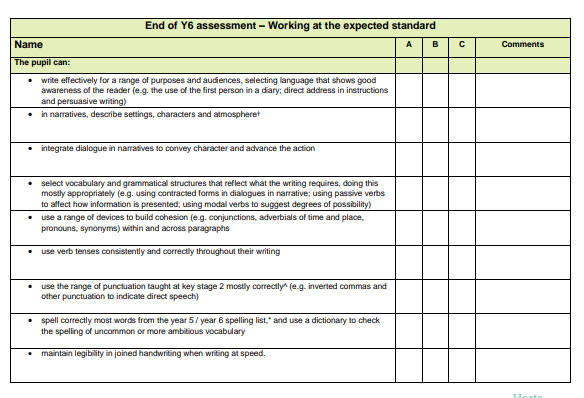 End of Y6 assessment – Working at the expected standard
Name A B C Comments
The pupil can:
• write effectively for a range of purposes and audiences, selecting language that shows good
awareness of the reader (e.g. the use of the first person in a diary; direct address in instructions
and persuasive writing)
• in narratives, describe settings, characters and atmosphere†
• integrate dialogue in narratives to convey character and advance the action
• select vocabulary and grammatical structures that reflect what the writing requires, doing this
mostly appropriately (e.g. using contracted forms in dialogues in narrative; using passive verbs
to affect how information is presented; using modal verbs to suggest degrees of possibility)
• use a range of devices to build cohesion (e.g. conjunctions, adverbials of time and place,
pronouns, synonyms) within and across paragraphs
• use verb tenses consistently and correctly throughout their writing
• use the range of punctuation taught at key stage 2 mostly correctly^ (e.g. inverted commas and
other punctuation to indicate direct speech)
• spell correctly most words from the year 5 / year 6 spelling list,* and use a dictionary to check
the spelling of uncommon or more ambitious vocabulary
• maintain legibility in joined handwriting when writing at speed.